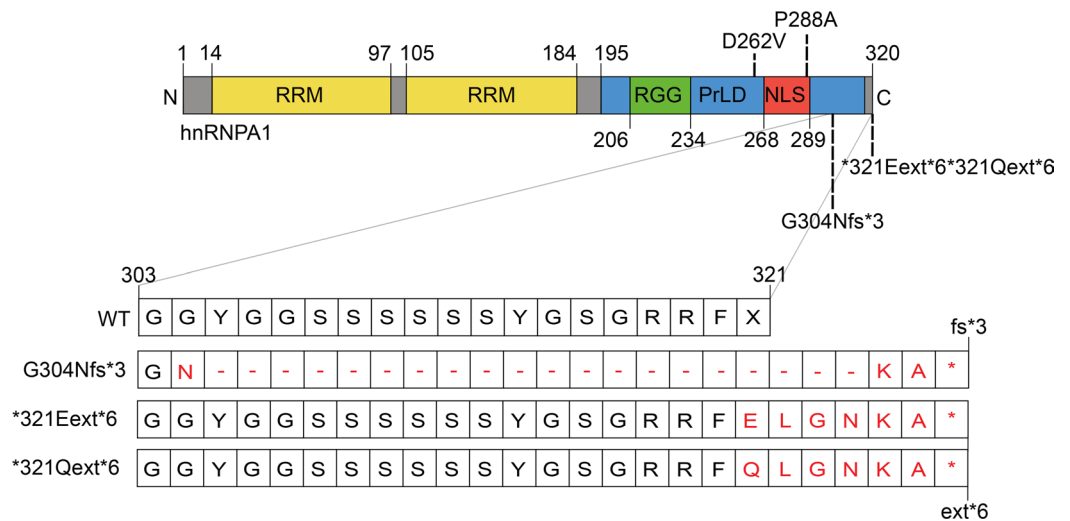 P288A
D262V
1 14 97 105 184 195 320
N RRM RRM RGG PrLD NLS C
hnRNPA1
206 234 268 289
*321Eext*6*321Qext*6
G304Nfs*3
303 321
WT G G Y G G S S S S S S Y G S G R R F X
fs*3
G304Nfs*3 G N - - - - - - - - - - - - - - - - - - - - K A *
*321Eext*6 G G Y G G S S S S S S Y G S G R R F E L G N K A *
*321Qext*6 G G Y G G S S S S S S Y G S G R R F Q L G N K A *
ext*6